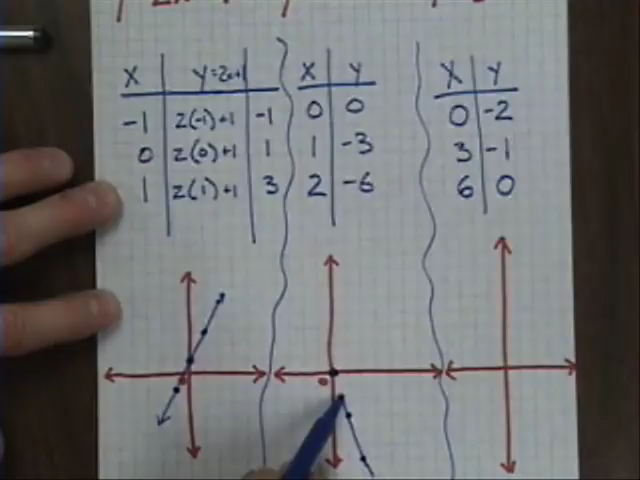 X Y=2x+1
-1 2(-1)+1 -1
0 2(0)+1 1
1 2(1)+1 3
X Y
0 0
1 -3
2 -6
X Y
0 -2
3 -1
6 0